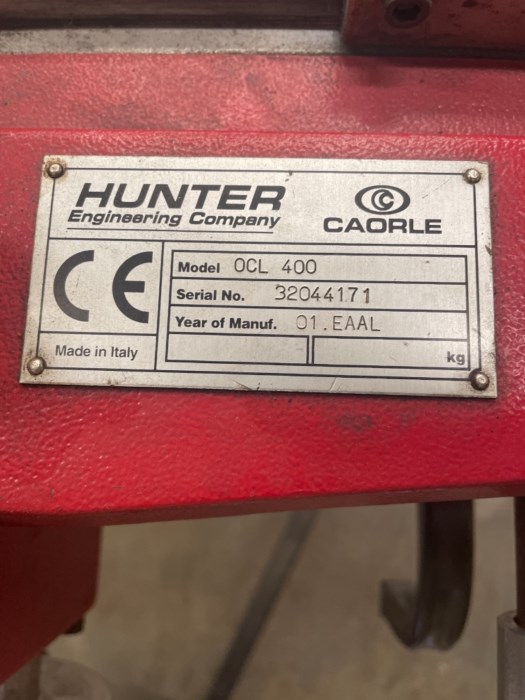 HUNTER
Engineering Company
CAORLE
CE
Model OCL 400
Serial No. 32044171
Year of Manuf. 01.EAAL
kg
Made in Italy